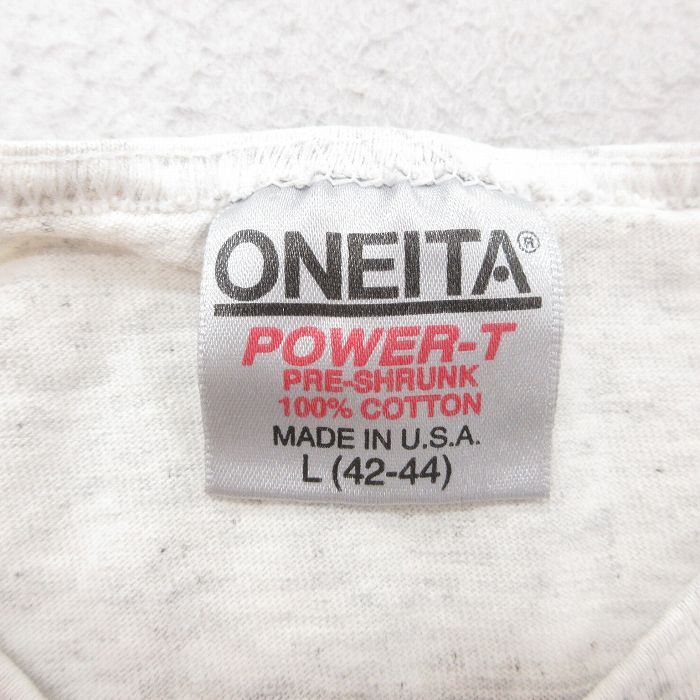 ONEITA®
POWER-T
PRE-SHRUNK
100% COTTON
MADE IN U.S.A.
L (42-44)